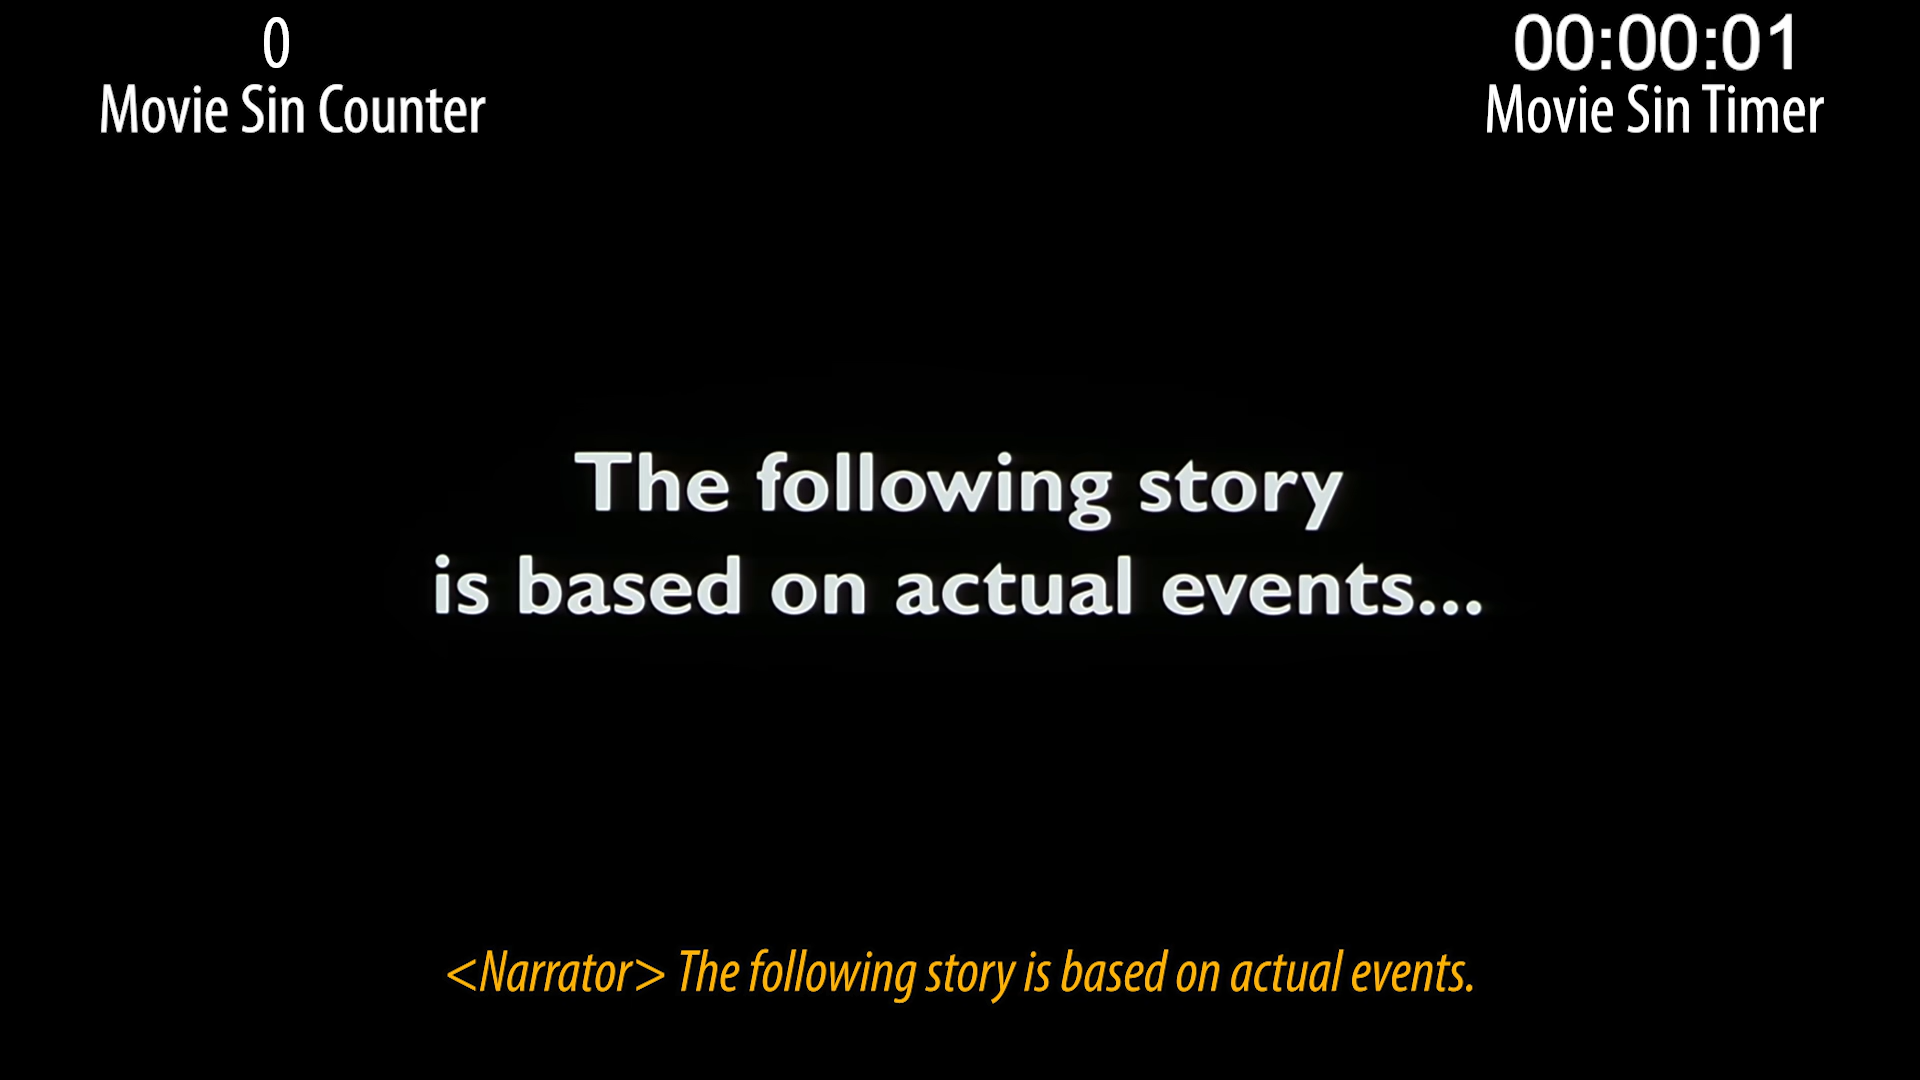 0
Movie Sin Counter
00:00:01
Movie Sin Timer
The following story
is based on actual events...
<Narrator> The following story is based on actual events.